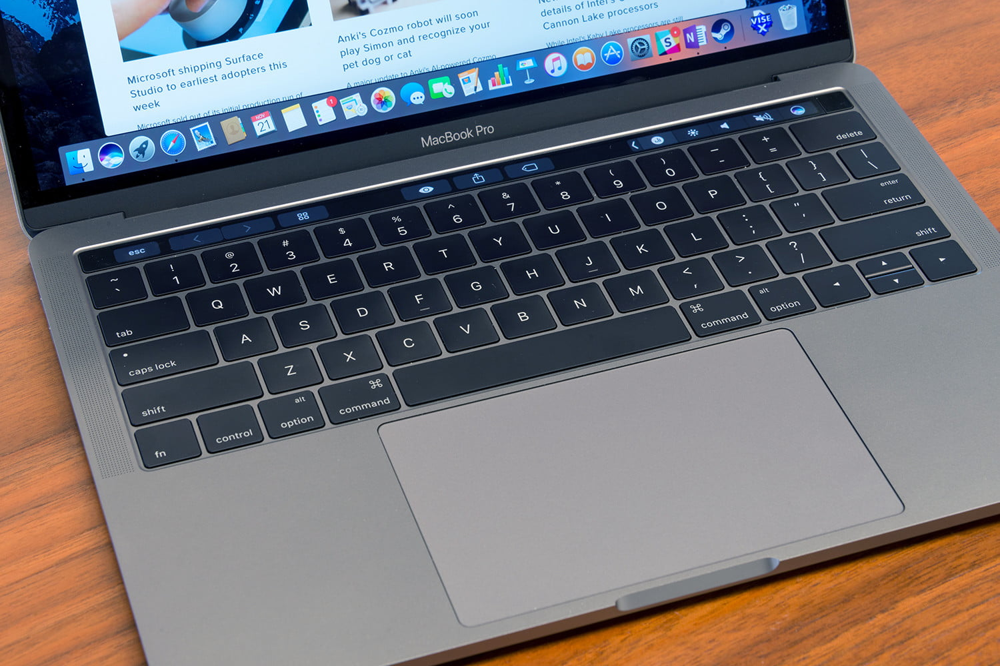 Microsoft shipping Surface
Studio to earliest adopters this
week
Microsoft sold out of its initial production run of
Anki's Cozmo robot will soon
play Simon and recognize your
pet dog or cat
A major update to Anki's AI-powered Cozmo
details of Intel's
Cannon Lake processors
While Intel's Kaby Lake processors are still
NOV
21
1
S
N
VISE
X
MacBook Pro
esc
~ ` ! 1 @ 2 # 3 $ 4 % 5 ^ 6 & 7 * 8 ( 9 ) 0 _ - + = delete
tab Q W E R T Y U I O P { [ } ] | \
caps lock A S D F G H J K L : ; " ' enter return
shift Z X C V B N M < , > . ? / shift
fn control alt option ⌘ command ⌘ command alt option ◄ ▲ ▼ ►